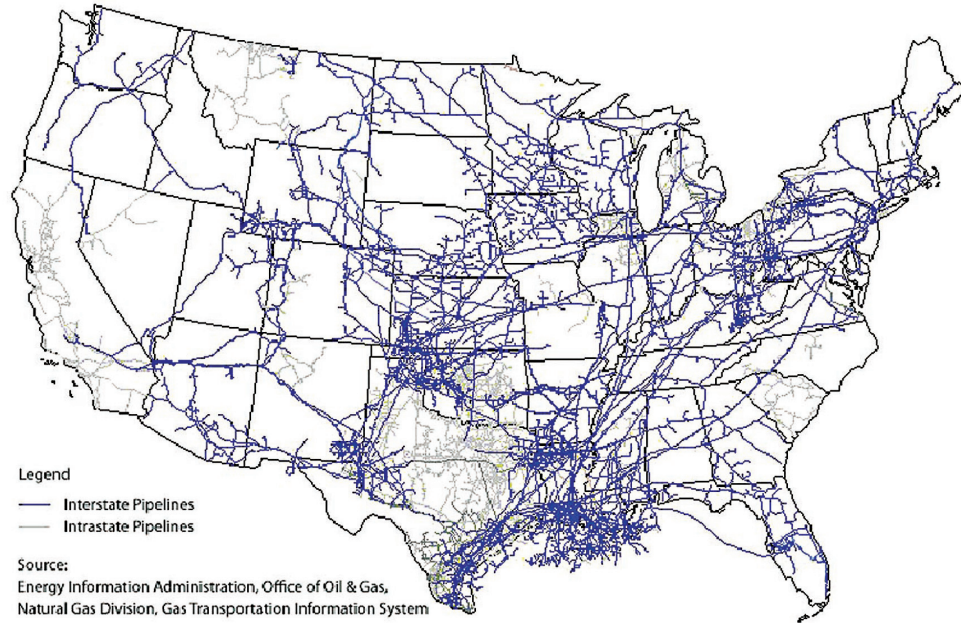 Legend
Interstate Pipelines
Intrastate Pipelines
Source:
Energy Information Administration, Office of Oil & Gas,
Natural Gas Division, Gas Transportation Information System